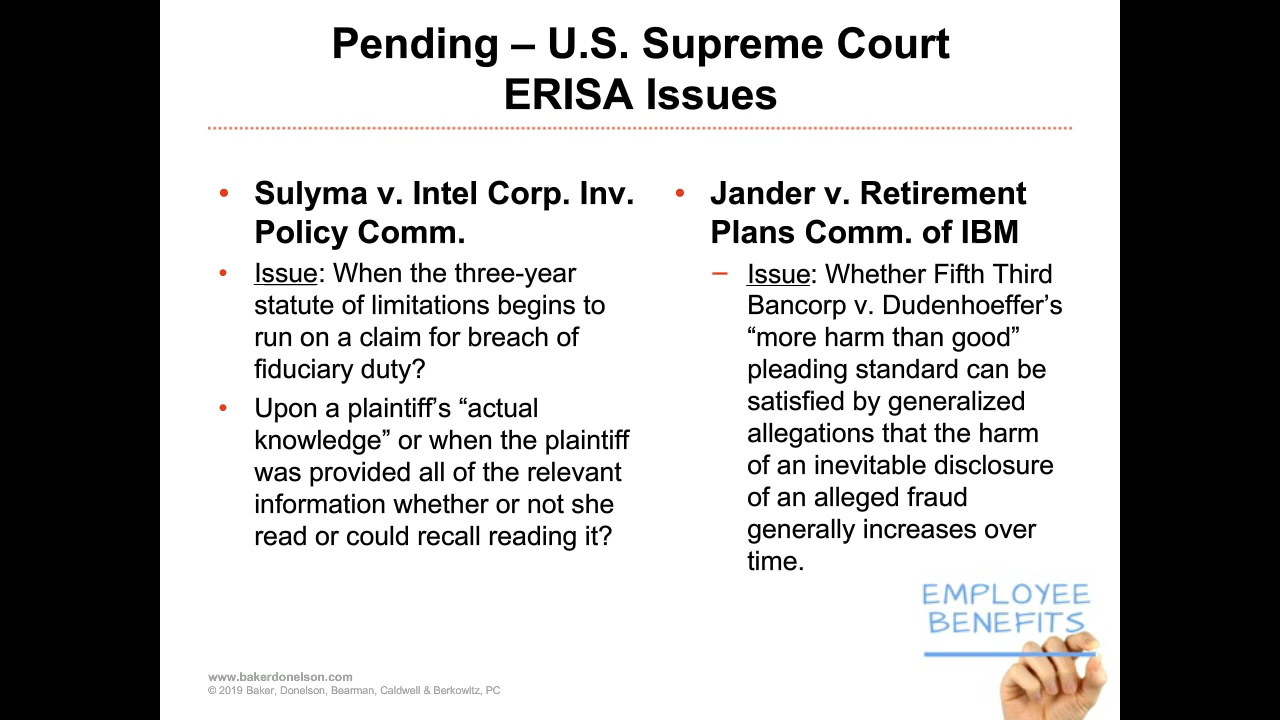 Pending – U.S. Supreme Court
ERISA Issues
• Sulyma v. Intel Corp. Inv.
Policy Comm.
• Issue: When the three-year
statute of limitations begins to
run on a claim for breach of
fiduciary duty?
• Upon a plaintiff’s “actual
knowledge” or when the plaintiff
was provided all of the relevant
information whether or not she
read or could recall reading it?
• Jander v. Retirement
Plans Comm. of IBM
– Issue: Whether Fifth Third
Bancorp v. Dudenhoeffer’s
“more harm than good”
pleading standard can be
satisfied by generalized
allegations that the harm
of an inevitable disclosure
of an alleged fraud
generally increases over
time.
EMPLOYEE
BENEFITS
www.bakerdonelson.com
© 2019 Baker, Donelson, Bearman, Caldwell & Berkowitz, PC